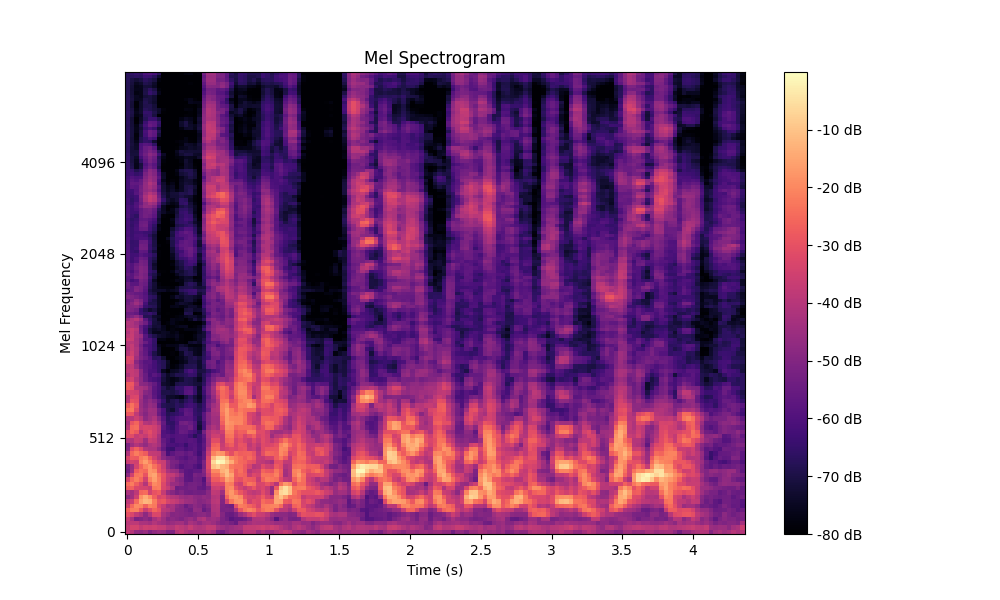 Mel Spectrogram
Mel Frequency
4096
2048
1024
512
0
0
0.5
1
1.5
2
2.5
3
3.5
4
Time (s)
-10 dB
-20 dB
-30 dB
-40 dB
-50 dB
-60 dB
-70 dB
-80 dB